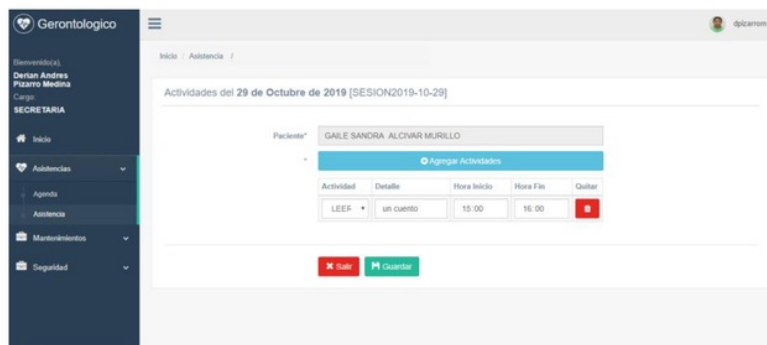 Gerontologico
dpizarrom
Bienvenido(a),
Derian Andres
Pizarro Medina
Cargo:
SECRETARIA
Inicio
Asistencias
Agenda
Asistencia
Mantenimientos
Seguridad
Inicio / Asistencia /
Actividades del 29 de Octubre de 2019 [SESION2019-10-29]
Paciente* GAILE SANDRA ALCIVAR MURILLO
* Agregar Actividades
Actividad Detalle Hora Inicio Hora Fin Quitar
LEER un cuento 15:00 16:00
Salir Guardar